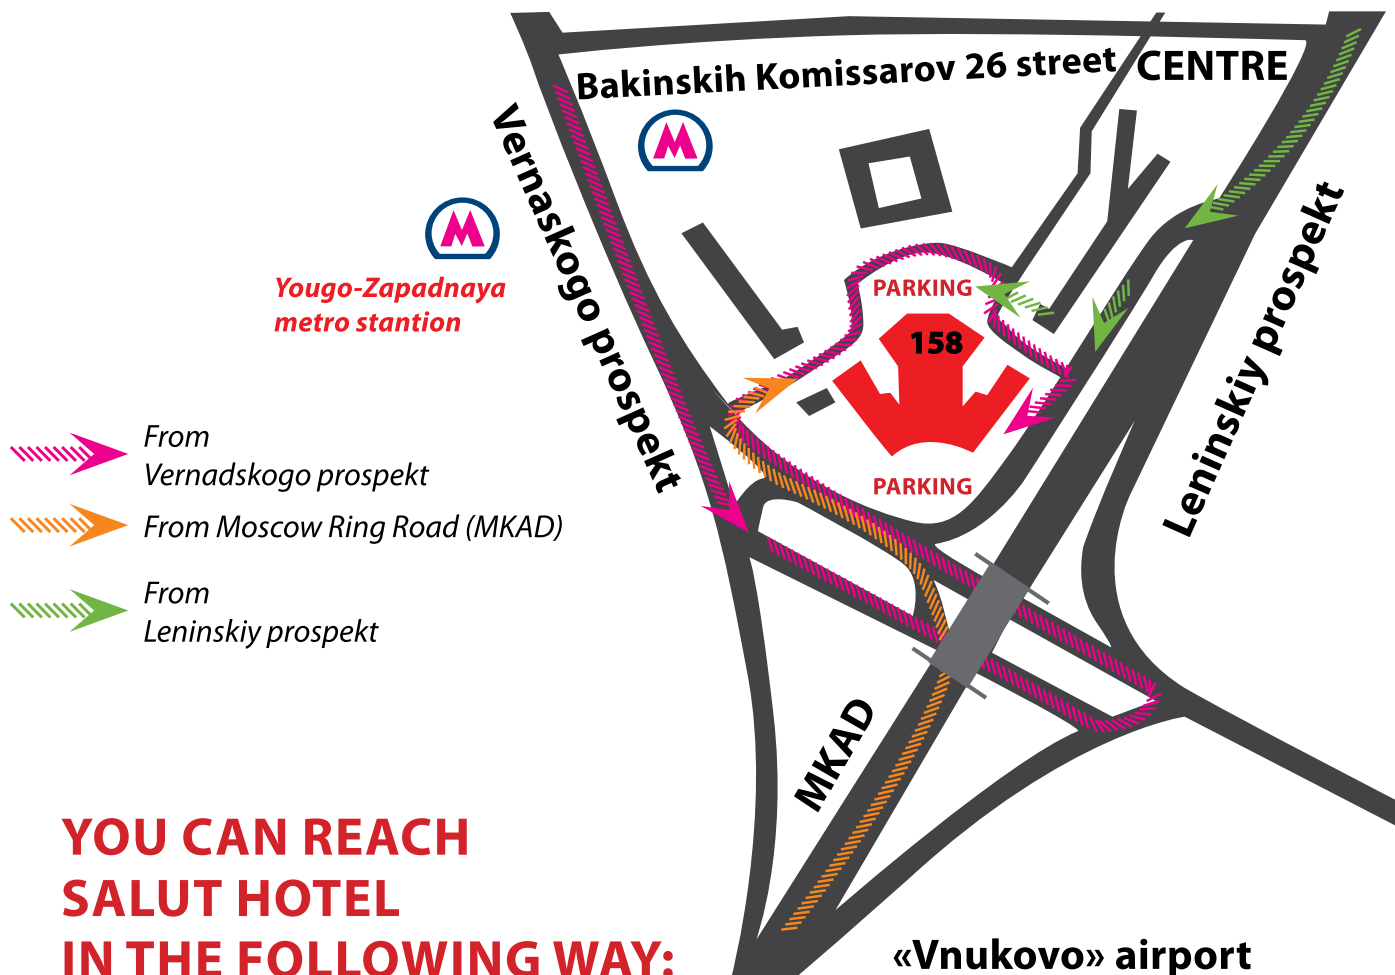 Bakinskih Komissarov 26 street
CENTRE
M
M
Vernaskogo prospekt
Yougo-Zapadnaya
metro stantion
PARKING
158
PARKING
Leninskiy prospekt
From
Vernadskogo prospekt
From Moscow Ring Road (MKAD)
From
Leninskiy prospekt
MKAD
YOU CAN REACH
SALUT HOTEL
IN THE FOLLOWING WAY:
«Vnukovo» airport